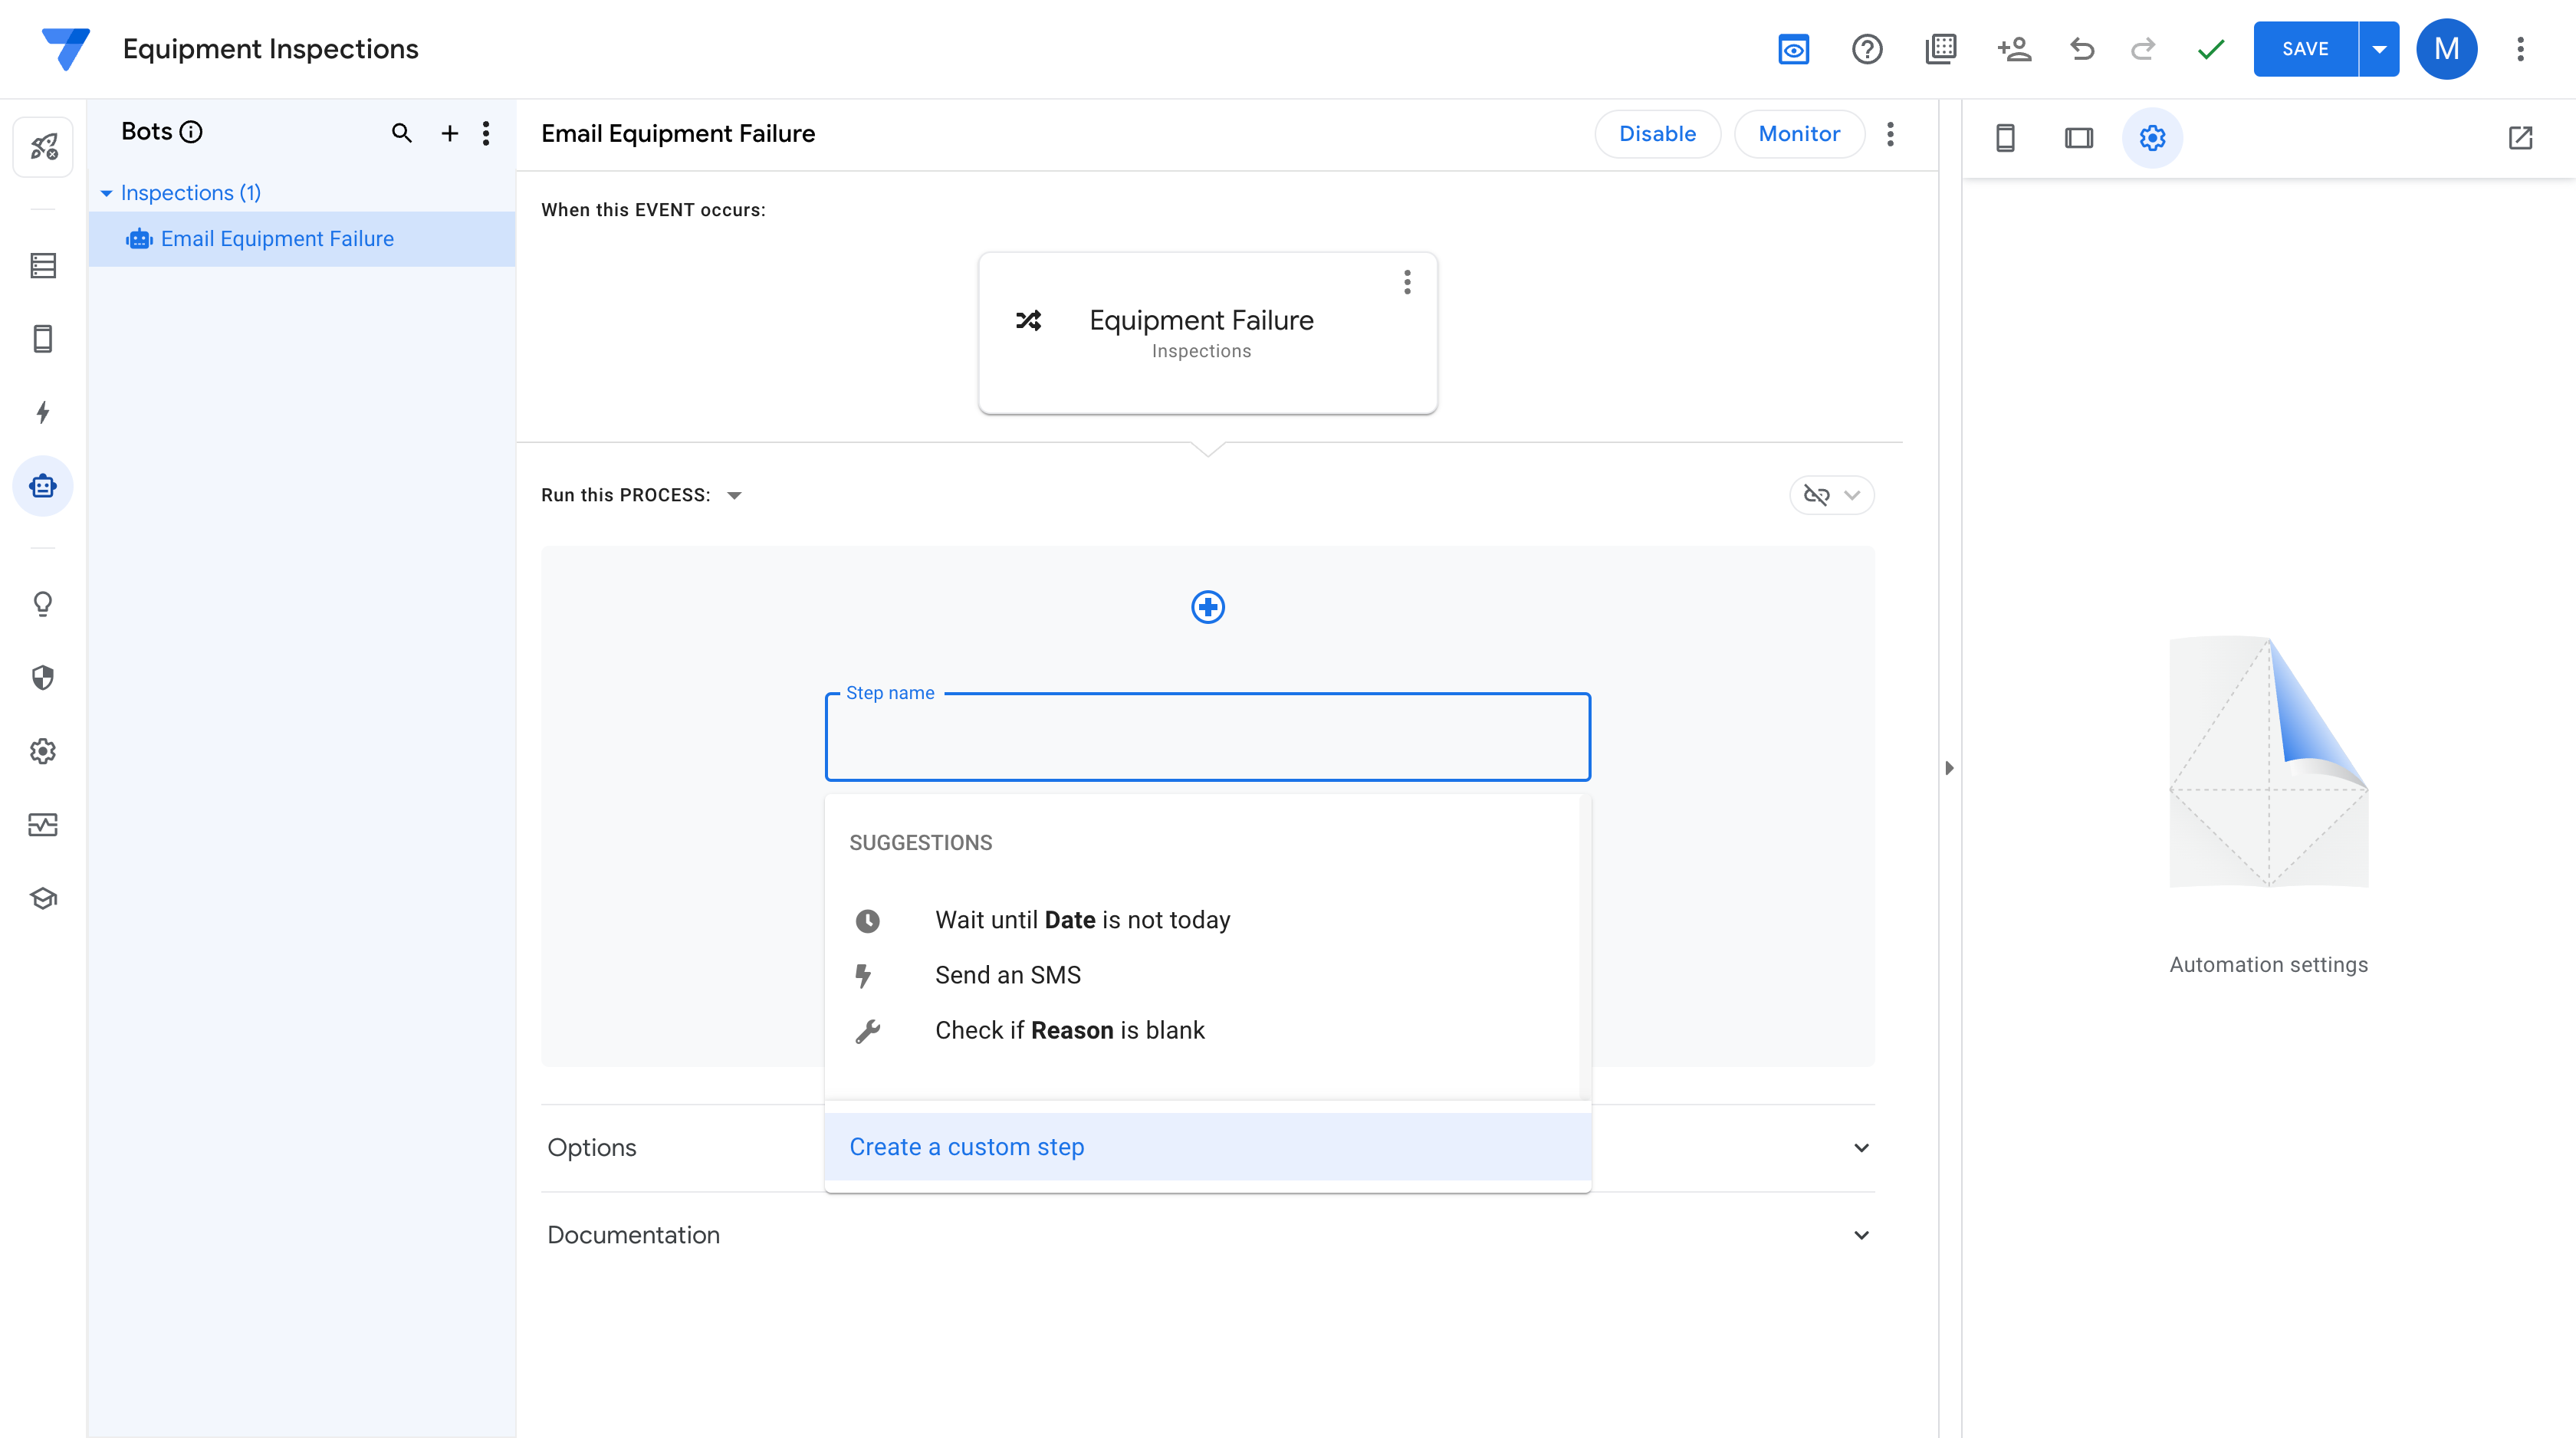 Equipment Inspections
SAVE
M
Bots
Inspections (1)
Email Equipment Failure
Email Equipment Failure
Disable
Monitor
When this EVENT occurs:
Equipment Failure
Inspections
Run this PROCESS:
Step name
SUGGESTIONS
Wait until Date is not today
Send an SMS
Check if Reason is blank
Create a custom step
Options
Documentation
Automation settings